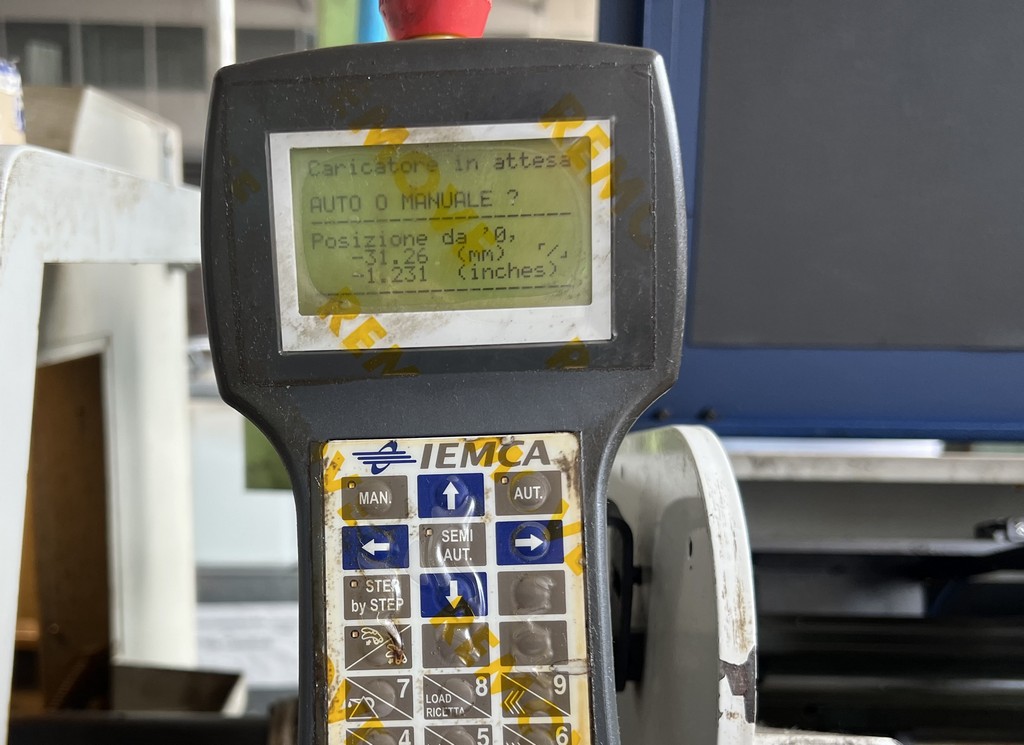 Caricatore in attesa
AUTO O MANUALE ?
Posizione da '0,
-31.26 (mm)
-1.231 (inches)
IEMCA
MAN.
AUT.
SEMI
AUT.
STEP
by STEP
7
LOAD
RICETTA
8
9
4
5
6